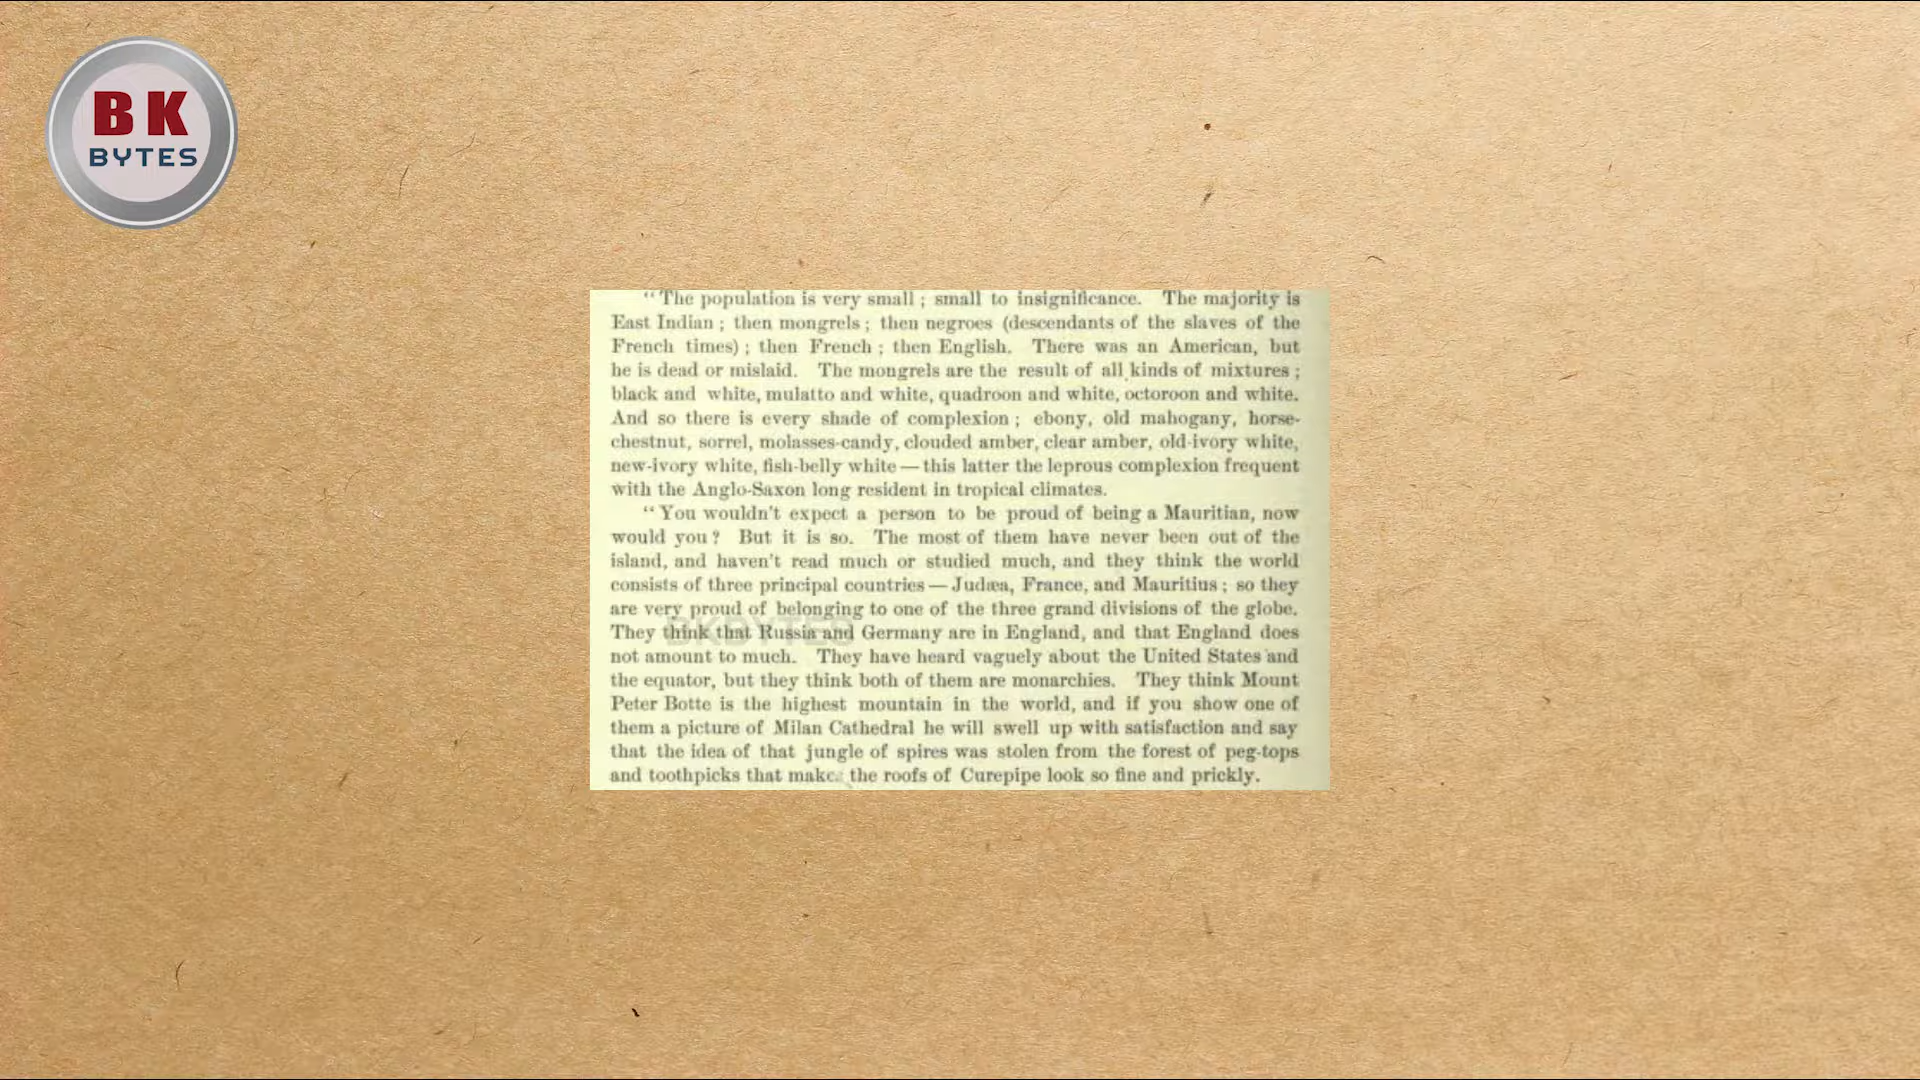 BK
BYTES
“The population is very small; small to insignificance. The majority is
East Indian; then mongrels; then negroes (descendants of the slaves of the
French times); then French; then English. There was an American, but
he is dead or mislaid. The mongrels are the result of all kinds of mixtures;
black and white, mulatto and white, quadroon and white, octoroon and white.
And so there is every shade of complexion; ebony, old mahogany, horse-
chestnut, sorrel, molasses-candy, clouded amber, clear amber, old-ivory white,
new-ivory white, fish-belly white — this latter the leprous complexion frequent
with the Anglo-Saxon long resident in tropical climates.
“You wouldn't expect a person to be proud of being a Mauritian, now
would you? But it is so. The most of them have never been out of the
island, and haven't read much or studied much, and they think the world
consists of three principal countries — Judæa, France, and Mauritius; so they
are very proud of belonging to one of the three grand divisions of the globe.
They think that Russia and Germany are in England, and that England does
not amount to much. They have heard vaguely about the United States and
the equator, but they think both of them are monarchies. They think Mount
Peter Botte is the highest mountain in the world, and if you show one of
them a picture of Milan Cathedral he will swell up with satisfaction and say
that the idea of that jungle of spires was stolen from the forest of peg-tops
and toothpicks that makes the roofs of Curepipe look so fine and prickly.
BKBYTES